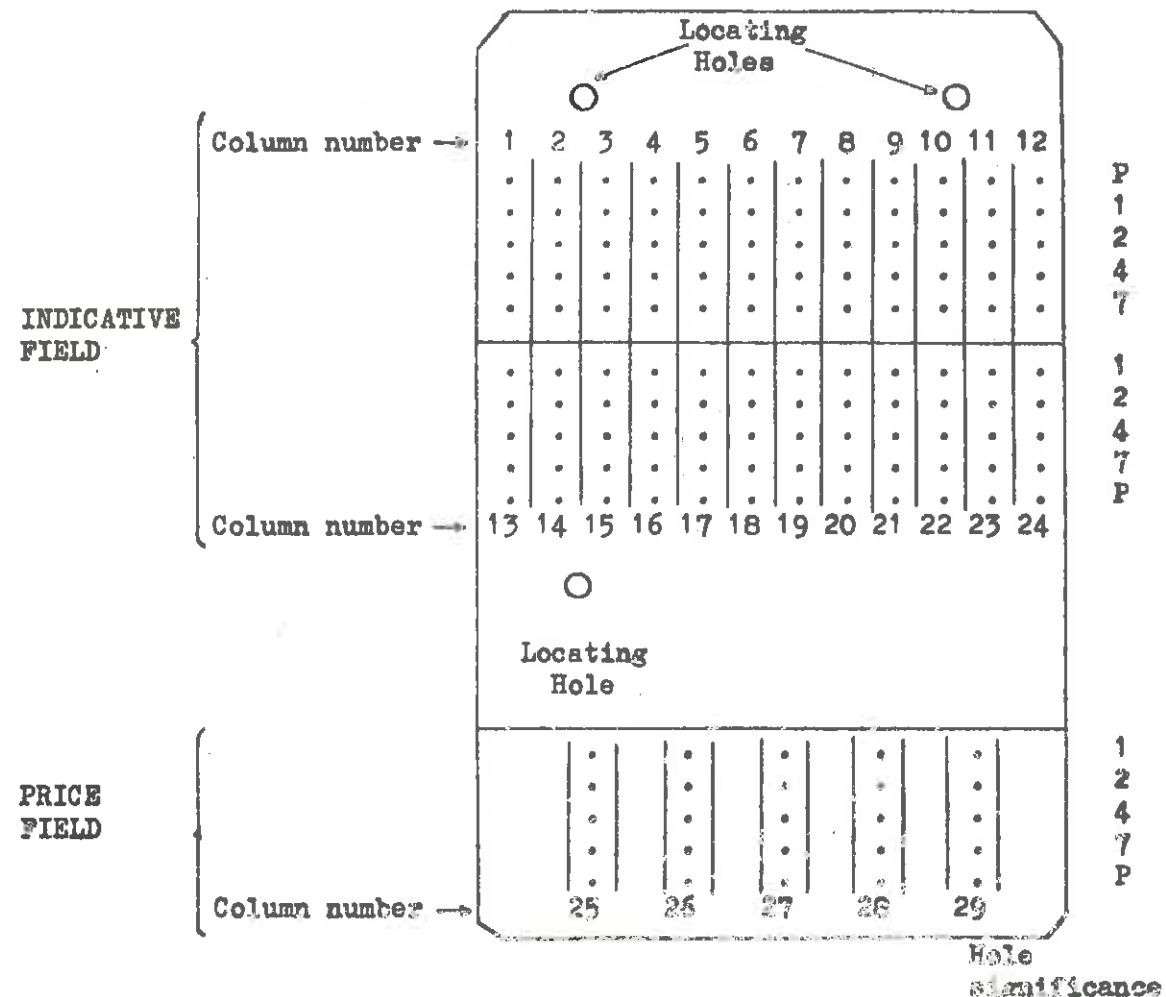 Locating
Holes
Column number 1 2 3 4 5 6 7 8 9 10 11 12
P
1
2
4
7
INDICATIVE
FIELD
1
2
4
7
P
Column number 13 14 15 16 17 18 19 20 21 22 23 24
Locating
Hole
PRICE
FIELD
1
2
4
7
P
Column number 25 26 27 28 29
Hole
significance